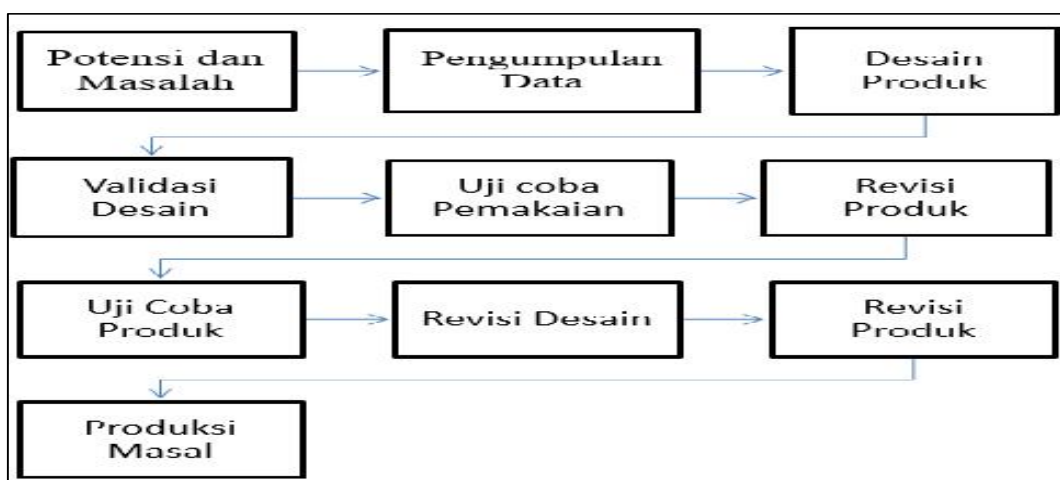 Potensi dan
Masalah
Pengumpulan
Data
Desain
Produk
Validasi
Desain
Uji coba
Pemakaian
Revisi
Produk
Uji Coba
Produk
Revisi Desain
Revisi
Produk
Produksi
Masal